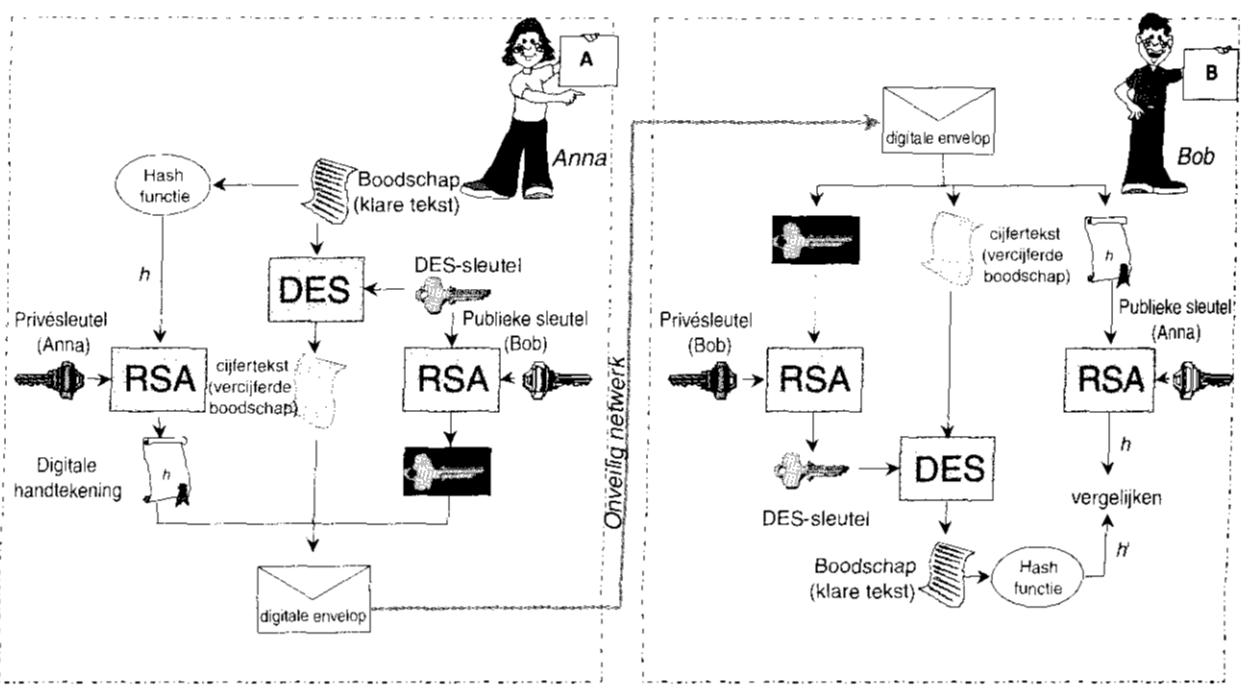 A
Anna
Hash
functie
Boodschap
(klare tekst)
h
DES
DES-sleutel
Privésleutel
(Anna)
Publieke sleutel
(Bob)
RSA
cijfertekst
(vercijferde
boodschap)
RSA
Digitale
handtekening
h
digitale envelop
Onveilig netwerk
B
Bob
digitale envelop
cijfertekst
(vercijferde
boodschap)
h
Privésleutel
(Bob)
Publieke sleutel
(Anna)
RSA
RSA
h
DES
DES-sleutel
vergelijken
Boodschap
(klare tekst)
Hash
functie
h'